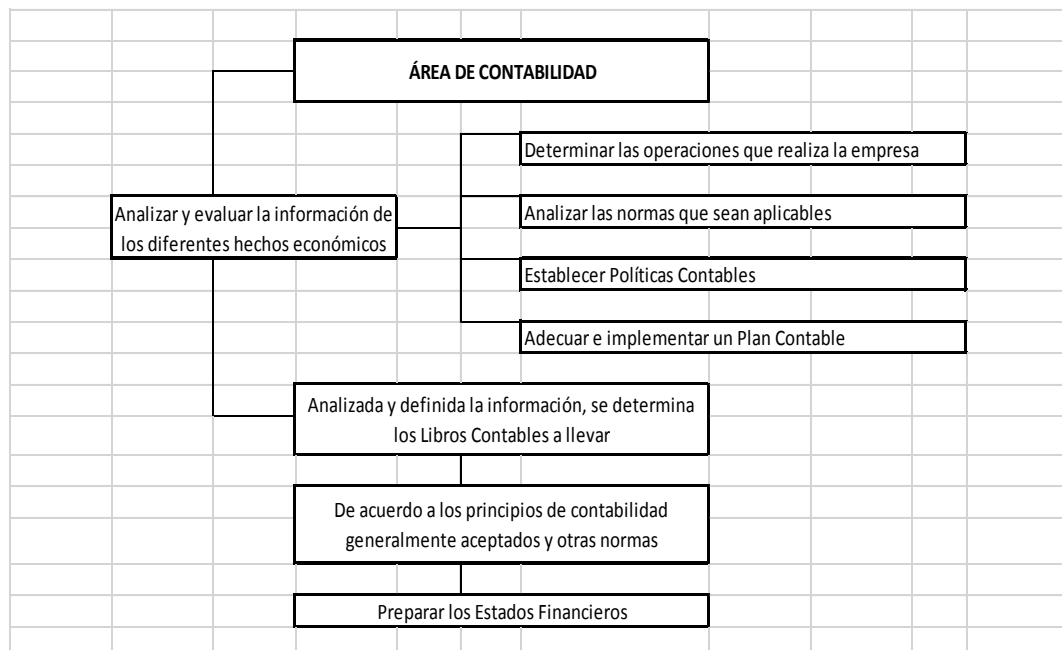 ÁREA DE CONTABILIDAD
Determinar las operaciones que realiza la empresa
Analizar y evaluar la información de
los diferentes hechos económicos
Analizar las normas que sean aplicables
Establecer Políticas Contables
Adecuar e implementar un Plan Contable
Analizada y definida la información, se determina
los Libros Contables a llevar
De acuerdo a los principios de contabilidad
generalmente aceptados y otras normas
Preparar los Estados Financieros